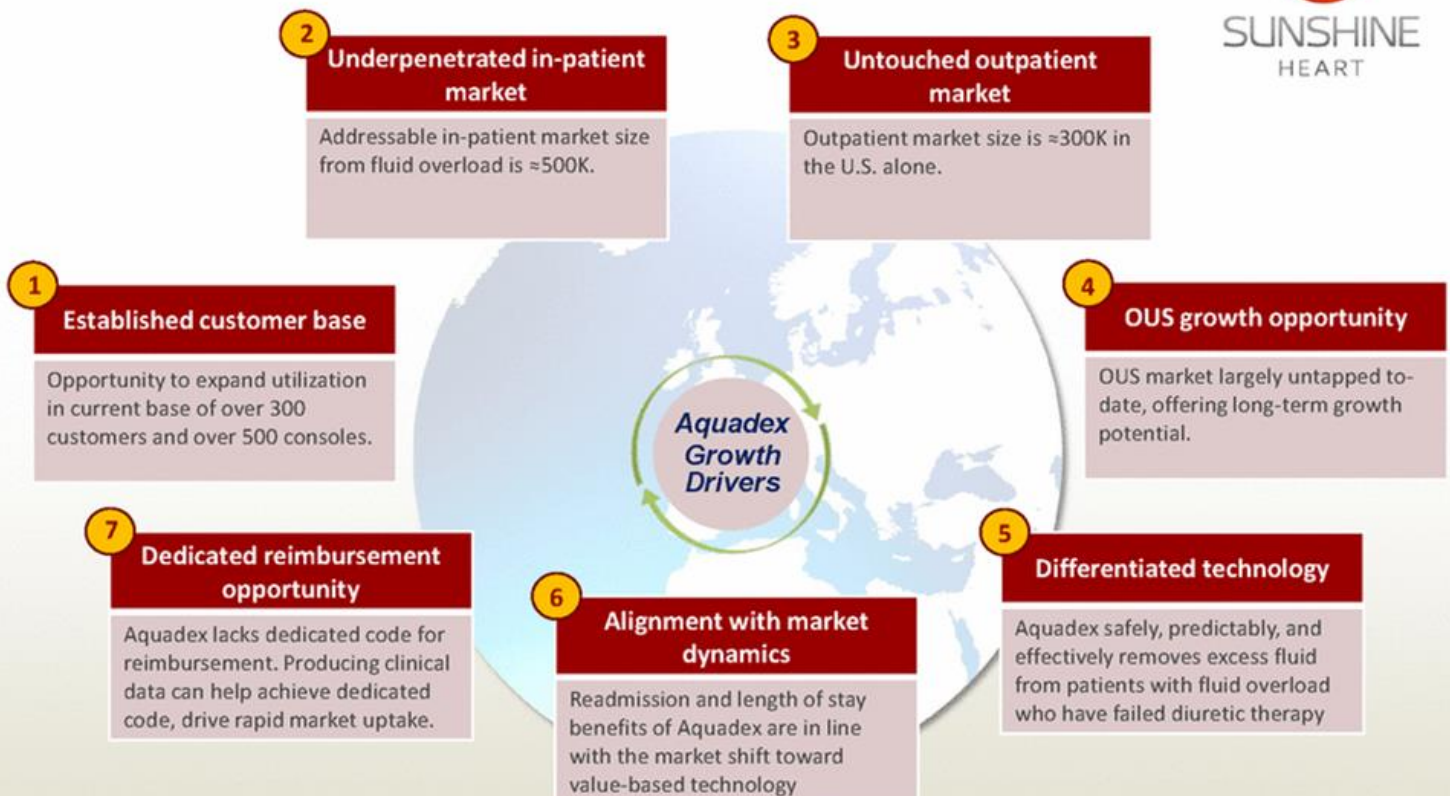 SUNSHINE
HEART
1
Established customer base
Opportunity to expand utilization
in current base of over 300
customers and over 500 consoles.
2
Underpenetrated in-patient
market
Addressable in-patient market size
from fluid overload is ≈500K.
3
Untouched outpatient
market
Outpatient market size is ≈300K in
the U.S. alone.
4
OUS growth opportunity
OUS market largely untapped to-
date, offering long-term growth
potential.
5
Differentiated technology
Aquadex safely, predictably, and
effectively removes excess fluid
from patients with fluid overload
who have failed diuretic therapy
6
Alignment with market
dynamics
Readmission and length of stay
benefits of Aquadex are in line
with the market shift toward
value-based technology
7
Dedicated reimbursement
opportunity
Aquadex lacks dedicated code for
reimbursement. Producing clinical
data can help achieve dedicated
code, drive rapid market uptake.
Aquadex
Growth
Drivers